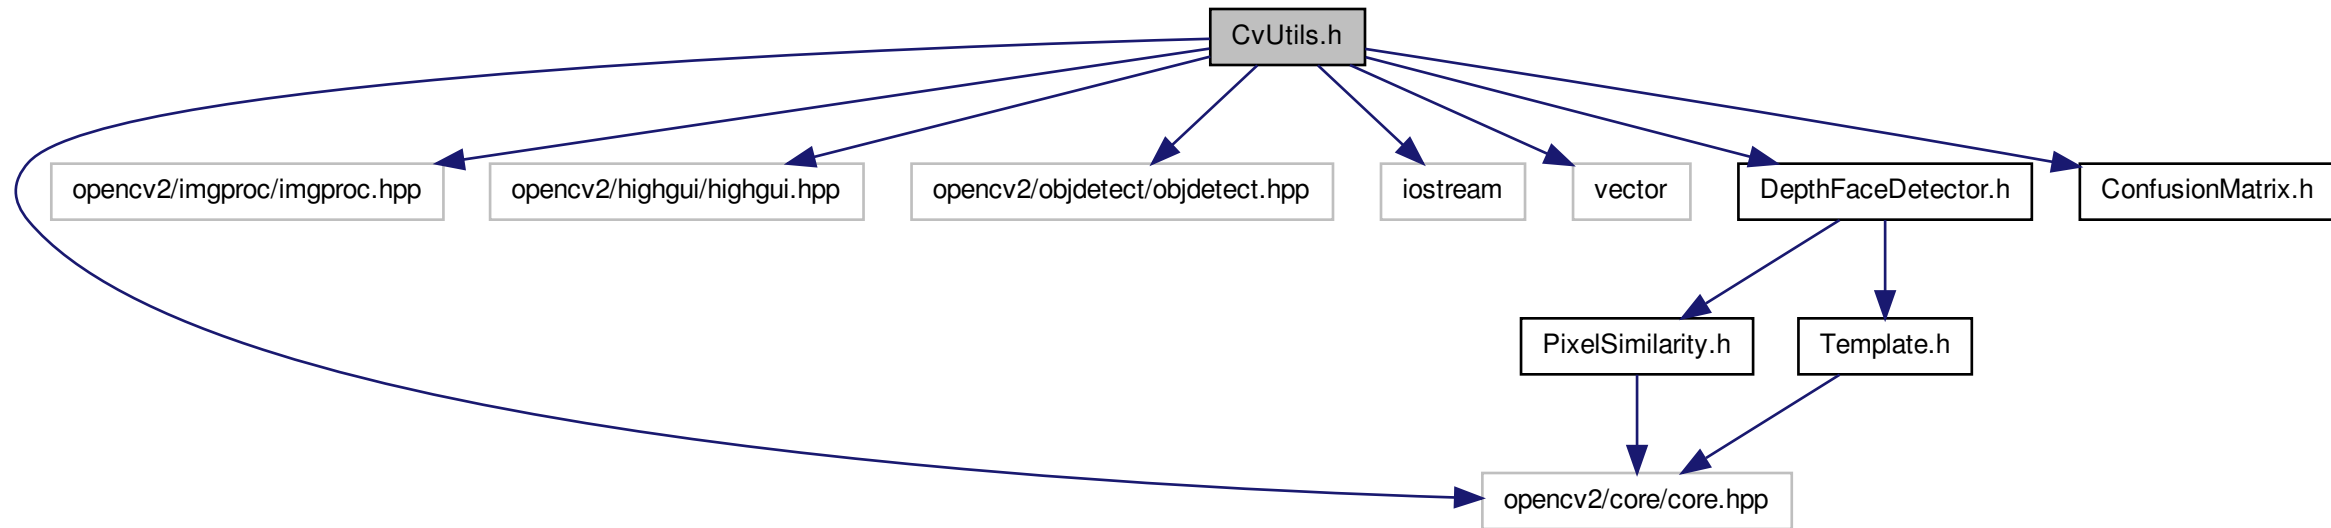 CvUtils.h
opencv2/imgproc/imgproc.hpp
opencv2/highgui/highgui.hpp
opencv2/objdetect/objdetect.hpp
iostream
vector
DepthFaceDetector.h
ConfusionMatrix.h
PixelSimilarity.h
Template.h
opencv2/core/core.hpp